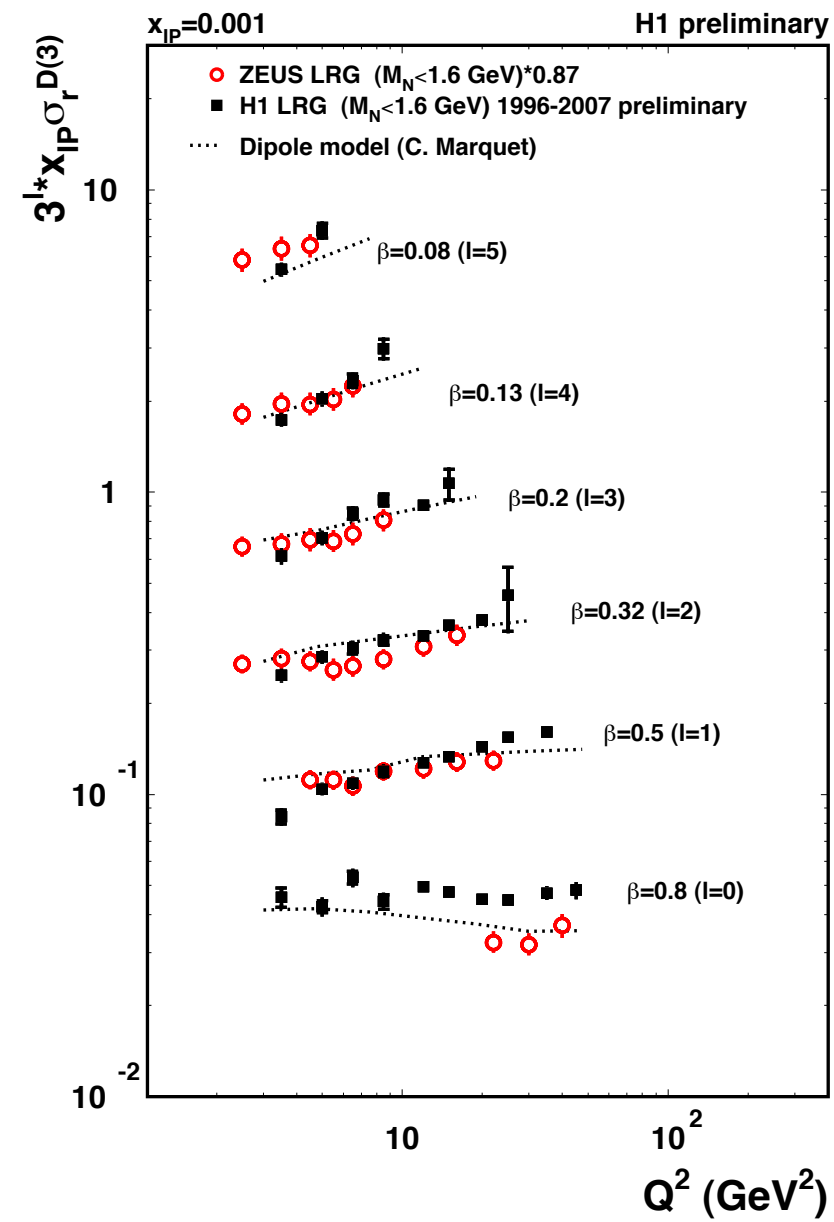 x_IP=0.001 H1 preliminary
ZEUS LRG (M_N<1.6 GeV)*0.87
H1 LRG (M_N<1.6 GeV) 1996-2007 preliminary
Dipole model (C. Marquet)
3^l*x_IPσ_r^D(3)
10
β=0.08 (l=5)
β=0.13 (l=4)
1
β=0.2 (l=3)
β=0.32 (l=2)
β=0.5 (l=1)
10^-1
β=0.8 (l=0)
10^-2
10 10^2
Q^2 (GeV^2)